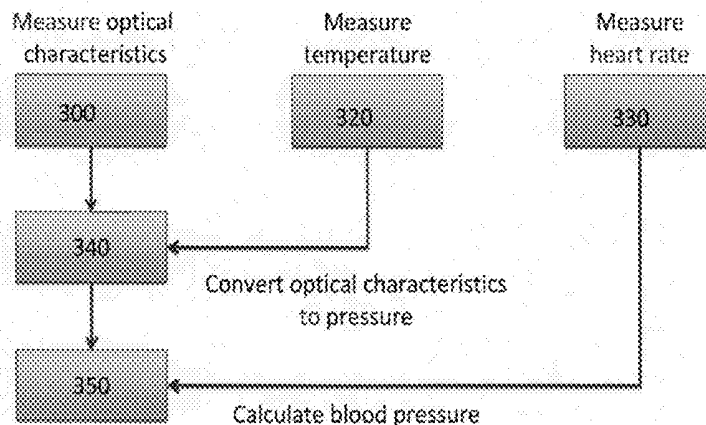 Measure optical
characteristics
Measure
temperature
Measure
heart rate
300
320
330
340
Convert optical characteristics
to pressure
350
Calculate blood pressure